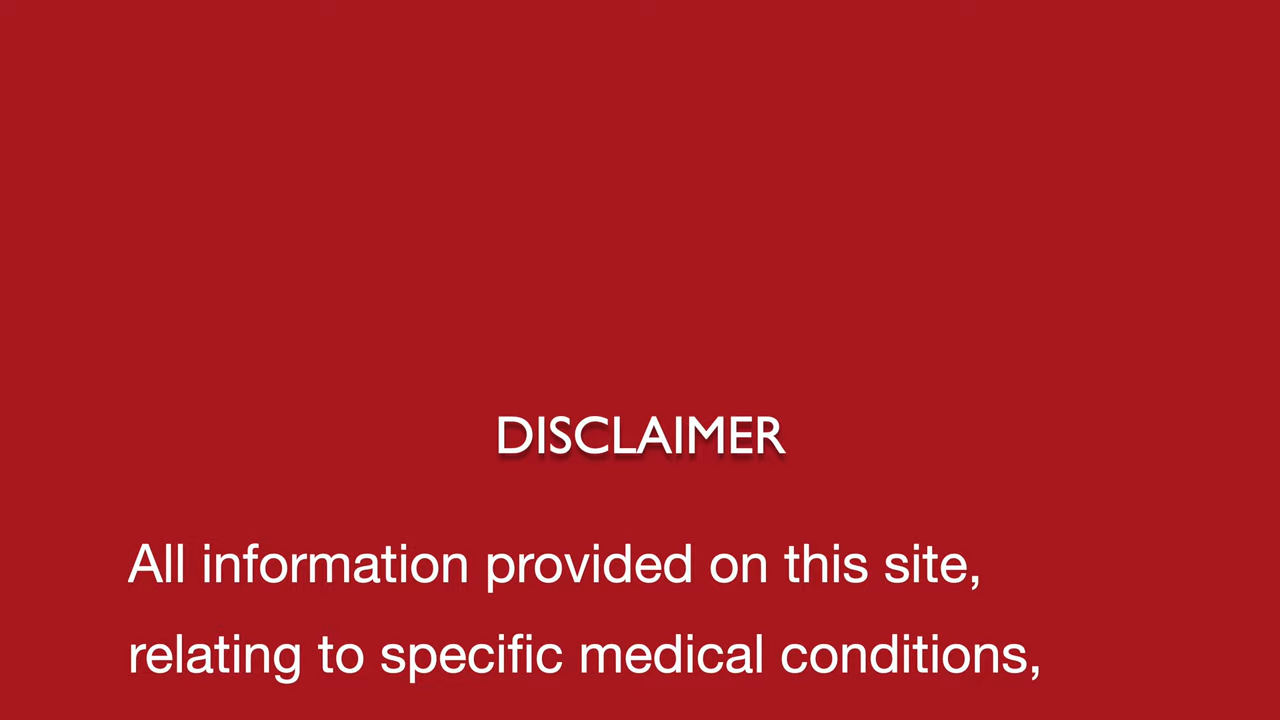 DISCLAIMER
All information provided on this site,
relating to specific medical conditions,